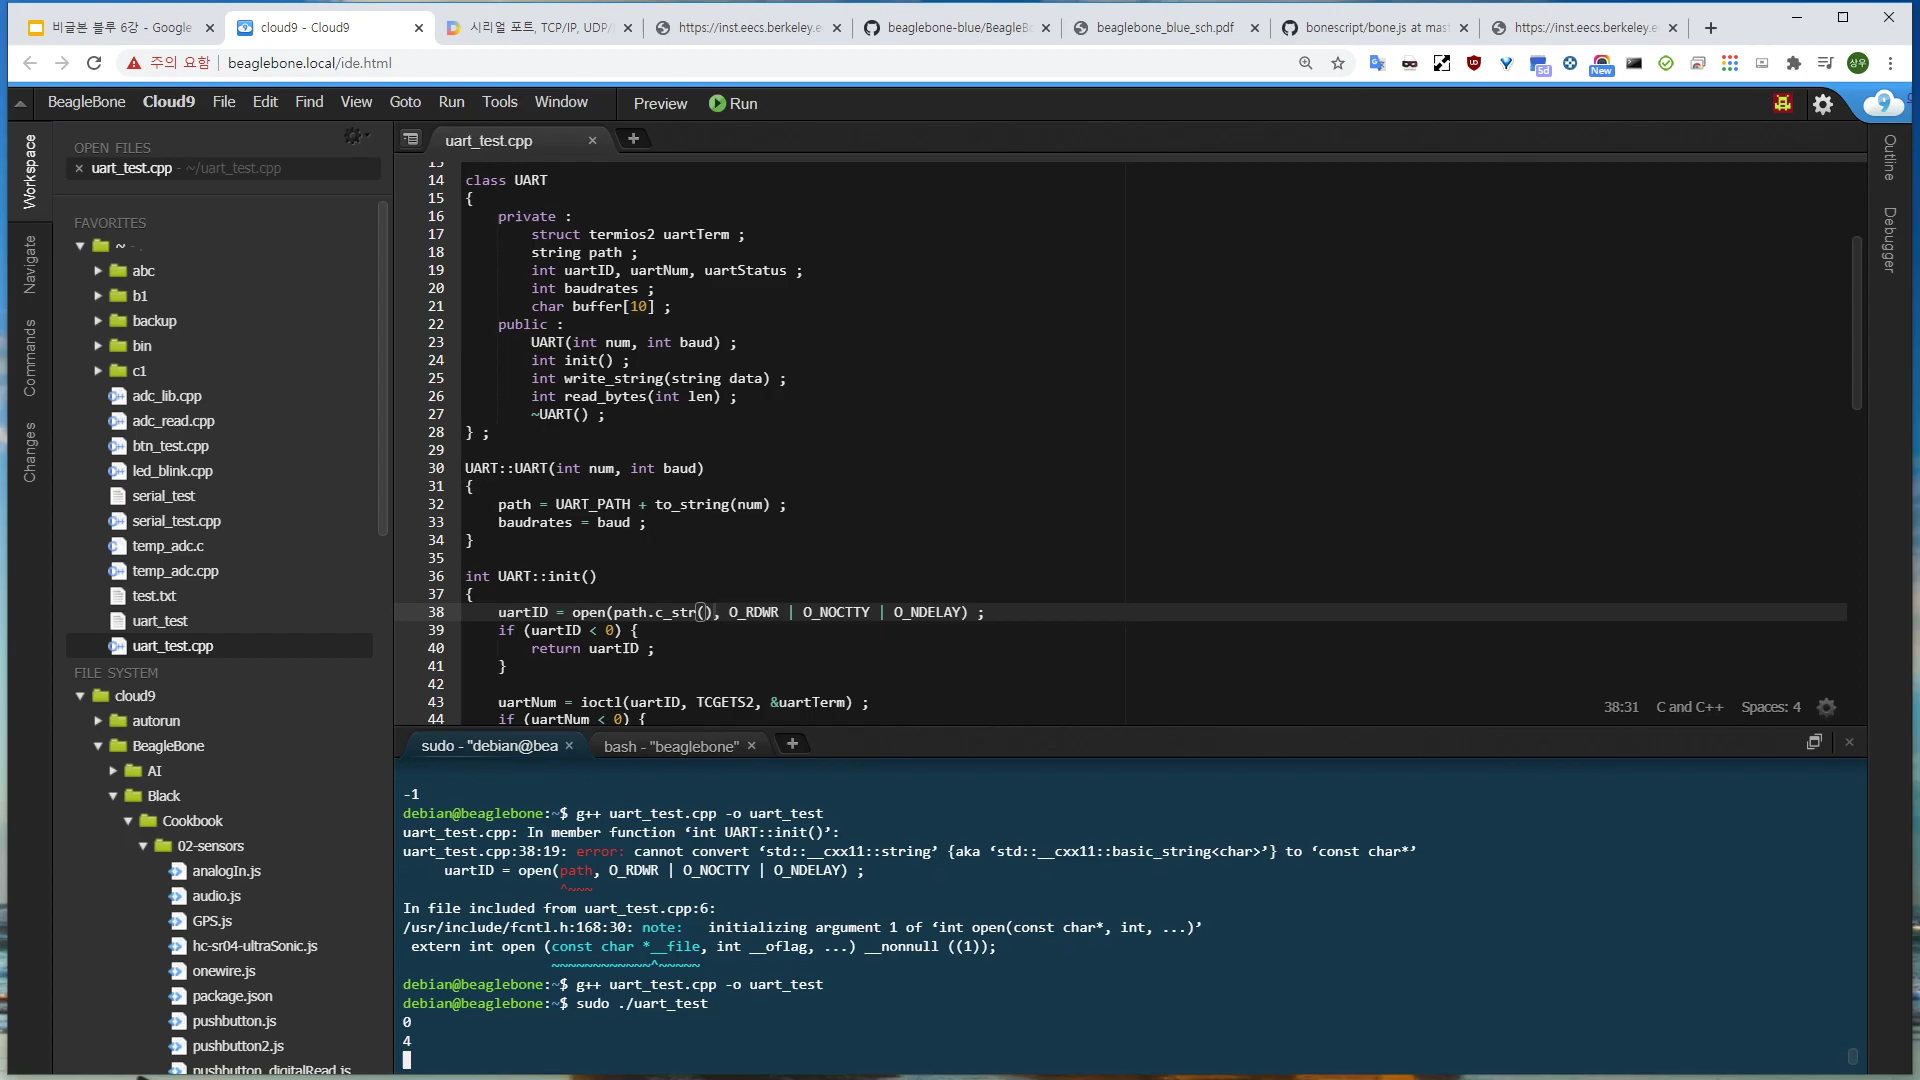 비글본 블루 6강 - Google
cloud9 - Cloud9
시리얼 포트, TCP/IP, UDP/
https://inst.eecs.berkeley.e
beaglebone-blue/BeagleB
beaglebone_blue_sch.pdf
bonescript/bone.js at mas
https://inst.eecs.berkeley.e
주의 요함
beaglebone.local/ide.html
Sd
New
상우
BeagleBone
Cloud9
File
Edit
Find
View
Goto
Run
Tools
Window
Preview
Run
9
Workspace
Navigate
Commands
Changes
Outline
Debugger
OPEN FILES
uart_test.cpp - ~/uart_test.cpp
FAVORITES
~ - .
abc
b1
backup
bin
c1
adc_lib.cpp
adc_read.cpp
btn_test.cpp
led_blink.cpp
serial_test
serial_test.cpp
temp_adc.c
temp_adc.cpp
test.txt
uart_test
uart_test.cpp
FILE SYSTEM
cloud9
autorun
BeagleBone
AI
Black
Cookbook
02-sensors
analogIn.js
audio.js
GPS.js
hc-sr04-ultraSonic.js
onewire.js
package.json
pushbutton.js
pushbutton2.js
pushbutton_digitalRead.js
uart_test.cpp
13
14 class UART
15 {
16 private :
17 struct termios2 uartTerm ;
18 string path ;
19 int uartID, uartNum, uartStatus ;
20 int baudrates ;
21 char buffer[10] ;
22 public :
23 UART(int num, int baud) ;
24 int init() ;
25 int write_string(string data) ;
26 int read_bytes(int len) ;
27 ~UART() ;
28 } ;
29
30 UART::UART(int num, int baud)
31 {
32 path = UART_PATH + to_string(num) ;
33 baudrates = baud ;
34 }
35
36 int UART::init()
37 {
38 uartID = open(path.c_str(), O_RDWR | O_NOCTTY | O_NDELAY) ;
39 if (uartID < 0) {
40 return uartID ;
41 }
42
43 uartNum = ioctl(uartID, TCGETS2, &uartTerm) ;
44 if (uartNum < 0) {
38:31 C and C++ Spaces: 4
sudo - "debian@bea
bash - "beaglebone"
-1
debian@beaglebone:~$ g++ uart_test.cpp -o uart_test
uart_test.cpp: In member function ‘int UART::init()’:
uart_test.cpp:38:19: error: cannot convert ‘std::__cxx11::string’ {aka ‘std::__cxx11::basic_string<char>’} to ‘const char*’
uartID = open(path, O_RDWR | O_NOCTTY | O_NDELAY) ;
^~~~
In file included from uart_test.cpp:6:
/usr/include/fcntl.h:168:30: note: initializing argument 1 of ‘int open(const char*, int, ...)’
extern int open (const char *__file, int __oflag, ...) __nonnull ((1));
~~~~~~~~~~~~^~~~~~
debian@beaglebone:~$ g++ uart_test.cpp -o uart_test
debian@beaglebone:~$ sudo ./uart_test
0
4